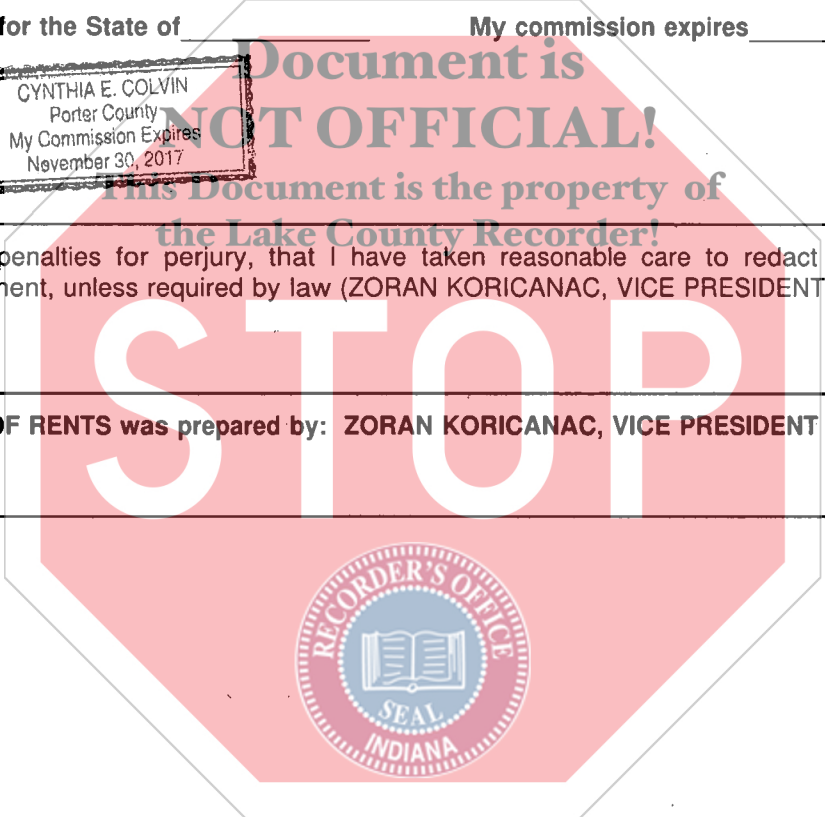 for the State of My commission expires
Document is
CYNTHIA E. COLVIN
Porter County
NOT OFFICIAL!
My Commission Expires
November 30, 2017
This Document is the property of
the Lake County Recorder!
penalties for perjury, that I have taken reasonable care to redact
ent, unless required by law (ZORAN KORICANAC, VICE PRESIDENT
STOP
OF RENTS was prepared by: ZORAN KORICANAC, VICE PRESIDENT
RECORDER'S OFFICE
SEAL
INDIANA